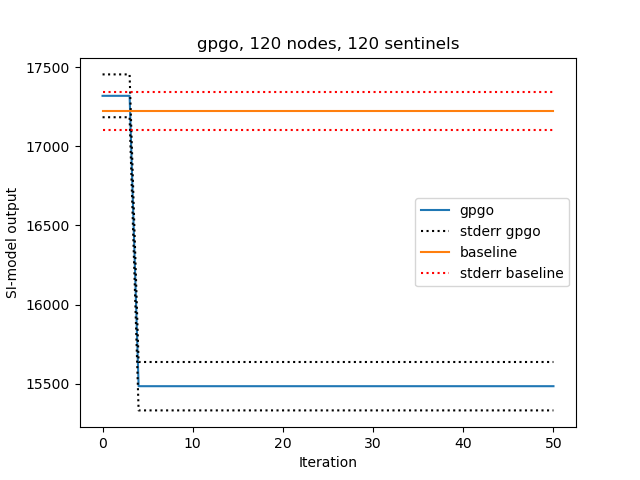 gpgo, 120 nodes, 120 sentinels
17500
17000
16500
16000
15500
SI-model output
gpgo
stderr gpgo
baseline
stderr baseline
0 10 20 30 40 50
Iteration